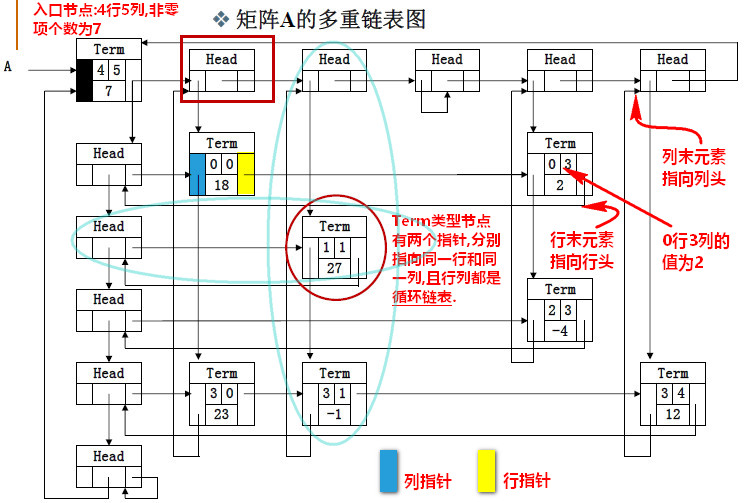 入口节点:4行5列,非零
项个数为7
❖ 矩阵A的多重链表图
A
Term
4 5
7
Head
Head
Head
Head
Head
Head
Term
0 0
18
Term
0 3
2
列末元素
指向列头
Head
Term
1 1
27
Term类型节点
有两个指针,分别
指向同一行和同
一列,且行列都是
循环链表.
行末元素
指向行头
0行3列的
值为2
Head
Term
2 3
-4
Head
Term
3 0
23
Term
3 1
-1
Term
3 4
12
Head
列指针
行指针